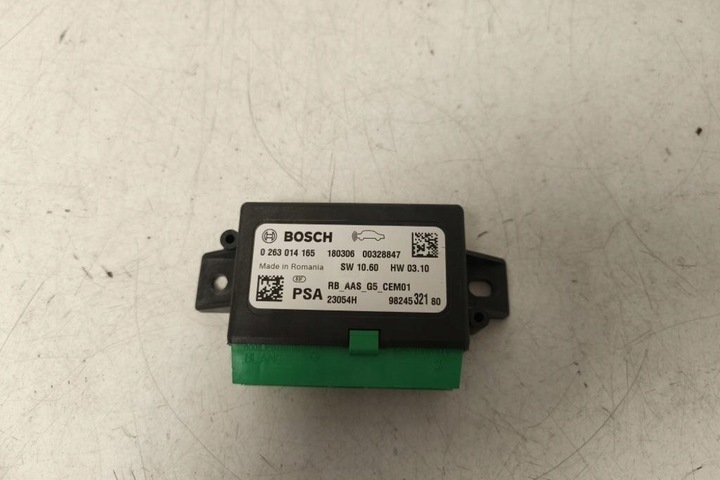 BOSCH
0 263 014 165 180306 00328847
Made in Romania SW 10.60 HW 03.10
PSA RB_AAS_G5_CEM01
23054H 98245 321 80